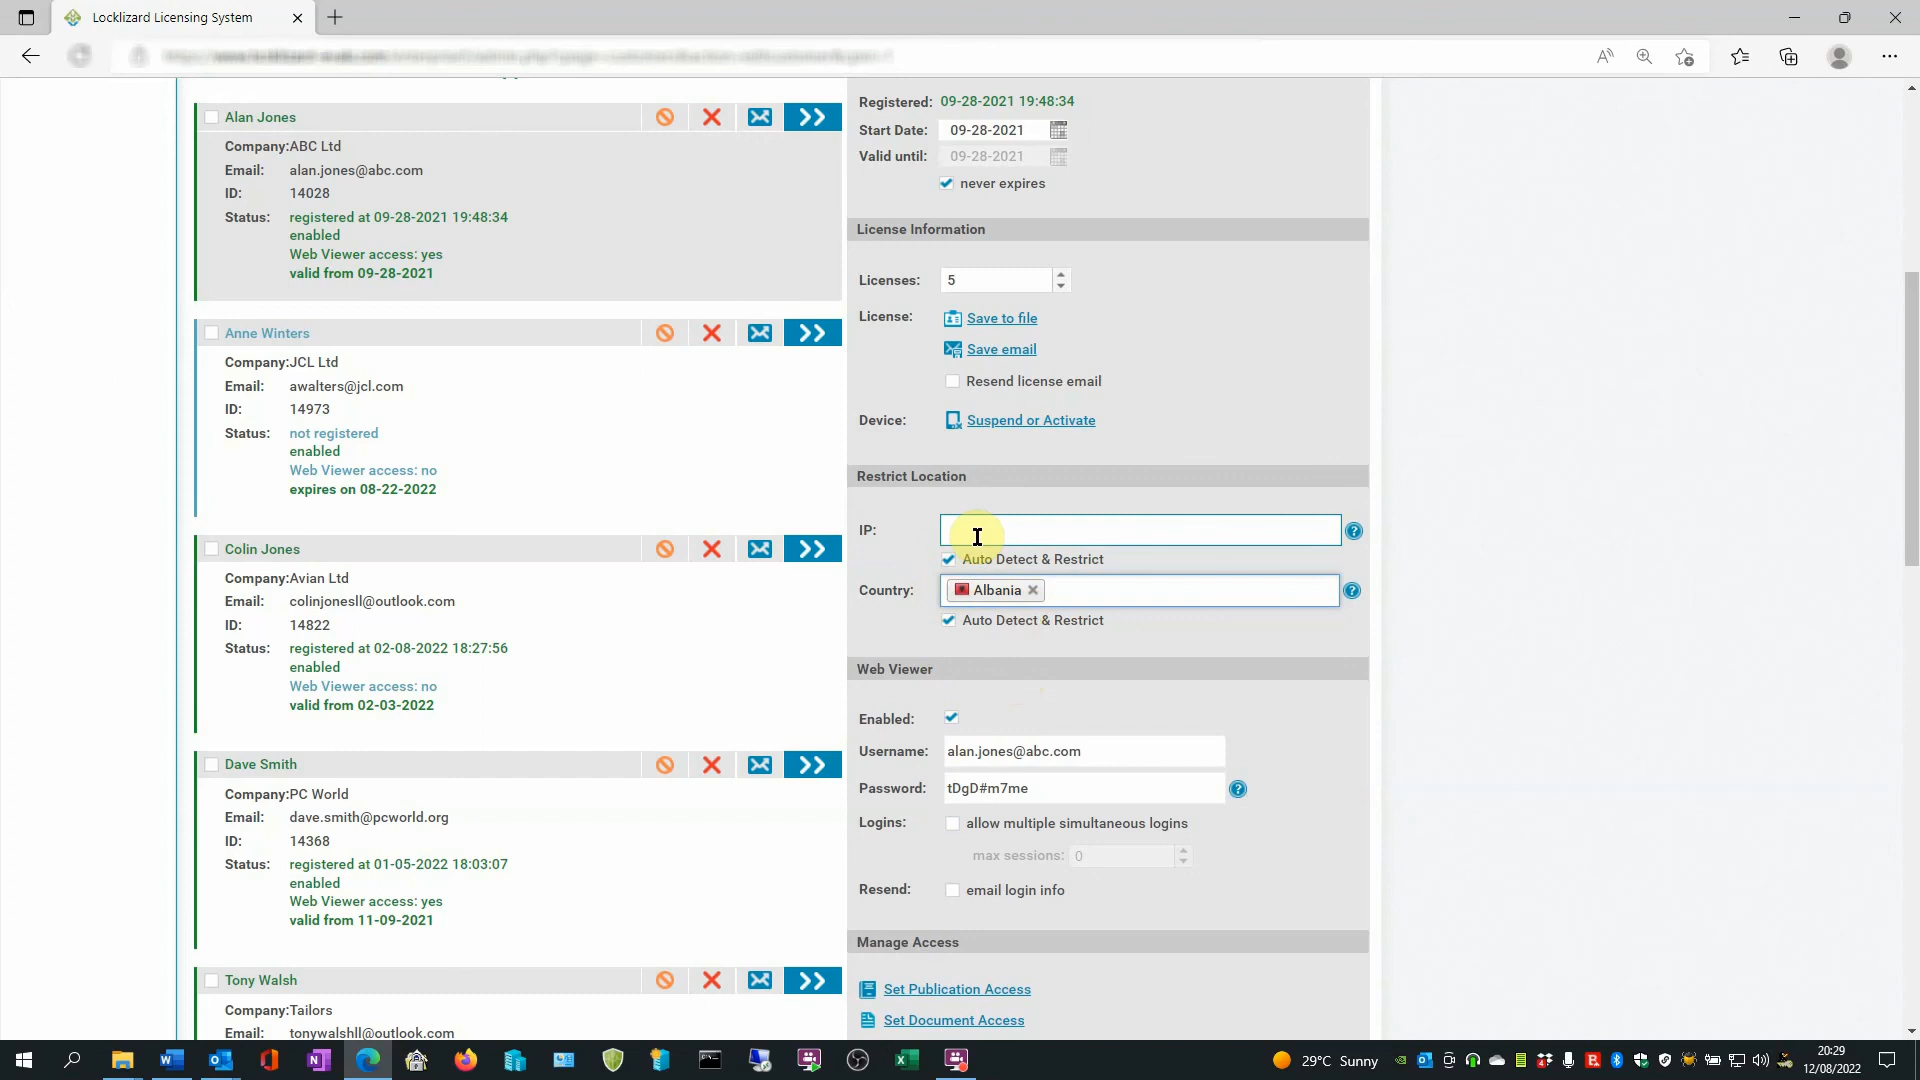 Locklizard Licensing System
Alan Jones
Company:ABC Ltd
Email: alan.jones@abc.com
ID: 14028
Status: registered at 09-28-2021 19:48:34
enabled
Web Viewer access: yes
valid from 09-28-2021
Anne Winters
Company:JCL Ltd
Email: awalters@jcl.com
ID: 14973
Status: not registered
enabled
Web Viewer access: no
expires on 08-22-2022
Colin Jones
Company:Avian Ltd
Email: colinjonesll@outlook.com
ID: 14822
Status: registered at 02-08-2022 18:27:56
enabled
Web Viewer access: no
valid from 02-03-2022
Dave Smith
Company:PC World
Email: dave.smith@pcworld.org
ID: 14368
Status: registered at 01-05-2022 18:03:07
enabled
Web Viewer access: yes
valid from 11-09-2021
Tony Walsh
Company:Tailors
Email: tonywalshll@outlook.com
Registered: 09-28-2021 19:48:34
Start Date: 09-28-2021
Valid until: 09-28-2021
never expires
License Information
Licenses: 5
License: Save to file
Save email
Resend license email
Device: Suspend or Activate
Restrict Location
IP:
Auto Detect & Restrict
Country: Albania
Auto Detect & Restrict
Web Viewer
Enabled:
Username: alan.jones@abc.com
Password: tDgD#m7me
Logins: allow multiple simultaneous logins
max sessions: 0
Resend: email login info
Manage Access
Set Publication Access
Set Document Access
29°C Sunny
20:29
12/08/2022